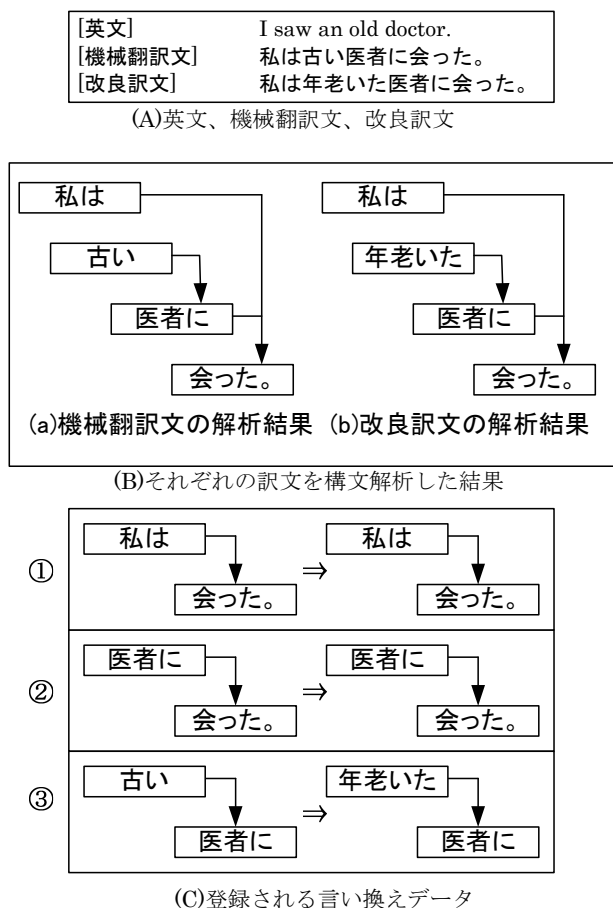 [英文] I saw an old doctor.
[機械翻訳文] 私は古い医者に会った。
[改良訳文] 私は年老いた医者に会った。
(A)英文、機械翻訳文、改良訳文
私は 私は
古い 年老いた
医者に 医者に
会った。 会った。
(a)機械翻訳文の解析結果 (b)改良訳文の解析結果
(B)それぞれの訳文を構文解析した結果
① 私は ⇒ 私は
会った。 会った。
② 医者に ⇒ 医者に
会った。 会った。
③ 古い ⇒ 年老いた
医者に 医者に
(C)登録される言い換えデータ